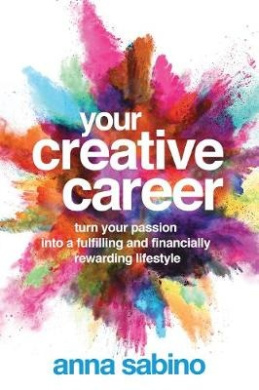 your
creative
career
turn your passion
into a fulfilling and financially
rewarding lifestyle
anna sabino